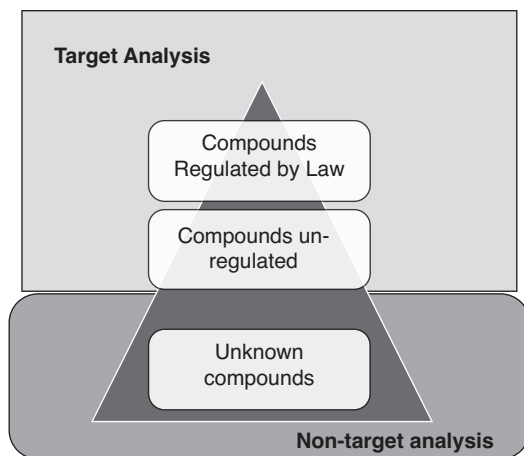 Target Analysis
Compounds
Regulated by Law
Compounds un-
regulated
Unknown
compounds
Non-target analysis